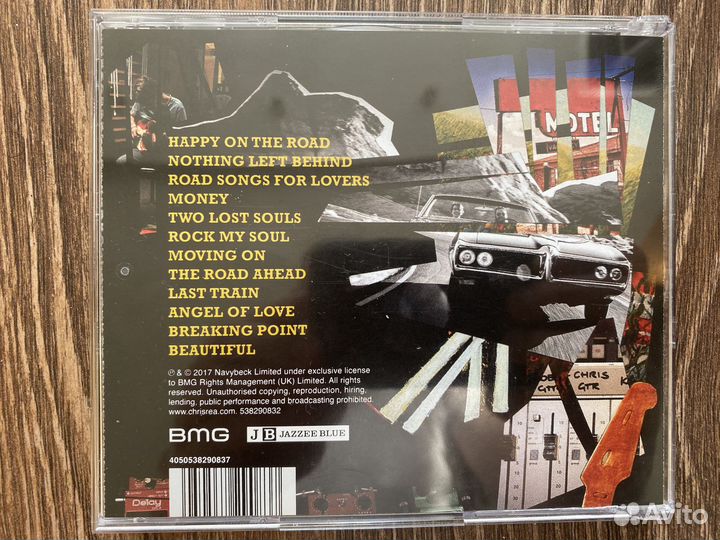 HAPPY ON THE ROAD
NOTHING LEFT BEHIND
ROAD SONGS FOR LOVERS
MONEY
TWO LOST SOULS
ROCK MY SOUL
MOVING ON
THE ROAD AHEAD
LAST TRAIN
ANGEL OF LOVE
BREAKING POINT
BEAUTIFUL
℗ & © 2017 Navybeck Limited under exclusive license
to BMG Rights Management (UK) Limited. All rights
reserved. Unauthorised copying, reproduction, hiring,
lending, public performance and broadcasting prohibited.
www.chrisrea.com. 538290832
BMG
JB JAZZEE BLUE
4050538290837
MOTEL
CHRIS
GTR
Delay
Avito